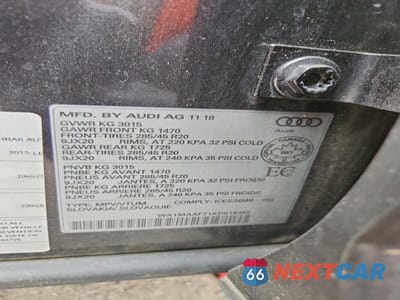 MFD. BY AUDI AG 11 18
GVWR KG 3015
GAWR FRONT KG 1470
FRONT-TIRES 285/45 R20
9JX20 RIMS, AT 220 KPA 32 PSI COLD
GAWR REAR KG 1725
REAR-TIRES 285/45 R20
9JX20 RIMS, AT 240 KPA 35 PSI COLD
PNVB KG 3015
PNBE KG AVANT 1470
PNEUS AVANT 285/45 R20
9JX20 JANTES, A 220 KPA 32 PSI FROIDS
PNBE KG ARRIERE 1725
PNEUS ARRIERE 285/45 R20
9JX20 JANTES, A 240 KPA 35 PSI FROIDS
TYPE: MPV/VTUM
SLOVAKIA/ SLOVAQUIE
Audi
EC
66 NEXTCAR